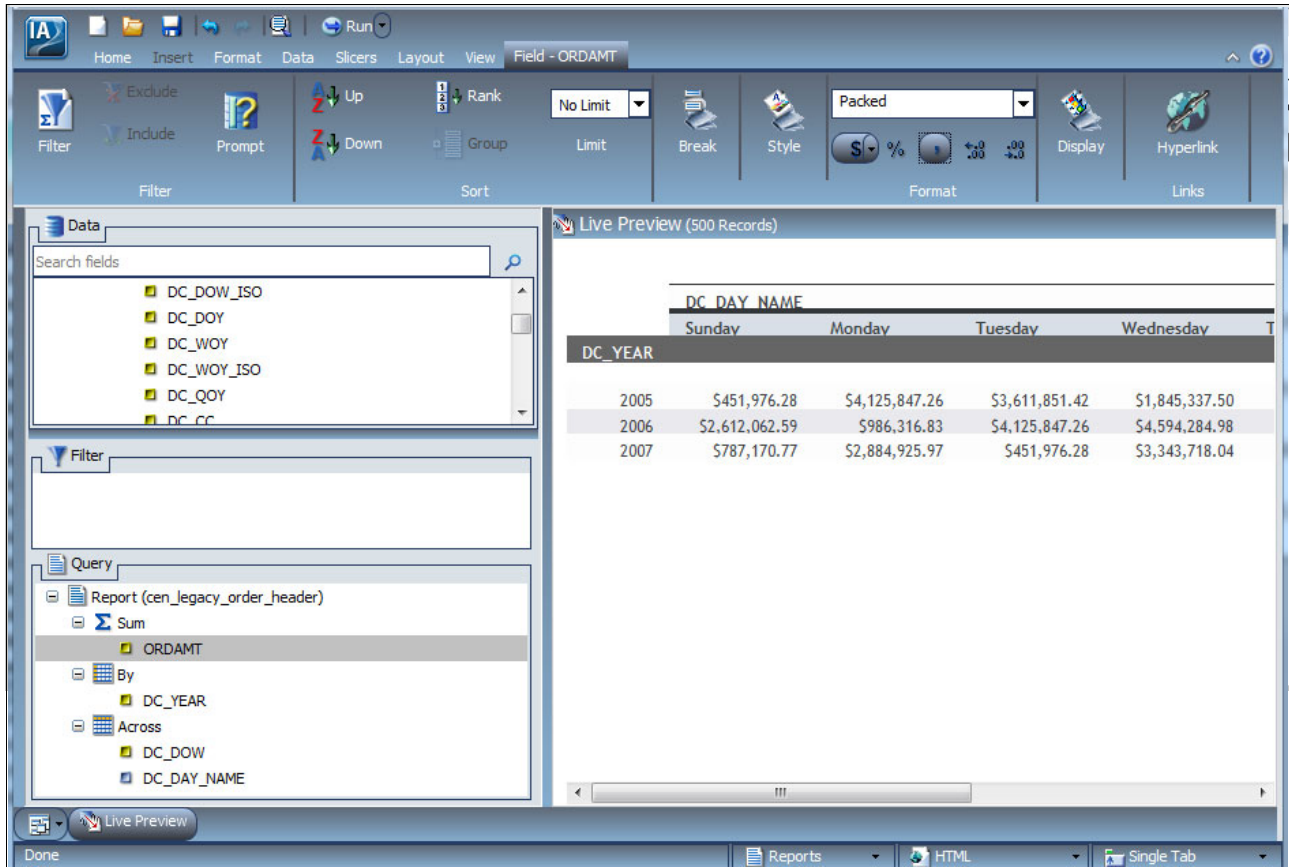 IA Run
Home Insert Format Data Slicers Layout View Field - ORDAMT
Exclude Up Rank Packed
Include No Limit
Filter Prompt Down Group Limit Break Style $ % , Display Hyperlink
Filter Sort Format Links
Data
Search fields
DC_DOW_ISO
DC_DOY
DC_WOY
DC_WOY_ISO
DC_QOY
DC_CC
Filter
Query
Report (cen_legacy_order_header)
Sum
ORDAMT
By
DC_YEAR
Across
DC_DOW
DC_DAY_NAME
Live Preview (500 Records)
DC_DAY_NAME
Sunday Monday Tuesday Wednesday T
DC_YEAR
2005 $451,976.28 $4,125,847.26 $3,611,851.42 $1,845,337.50
2006 $2,612,062.59 $986,316.83 $4,125,847.26 $4,594,284.98
2007 $787,170.77 $2,884,925.97 $451,976.28 $3,343,718.04
Live Preview
Done Reports HTML Single Tab